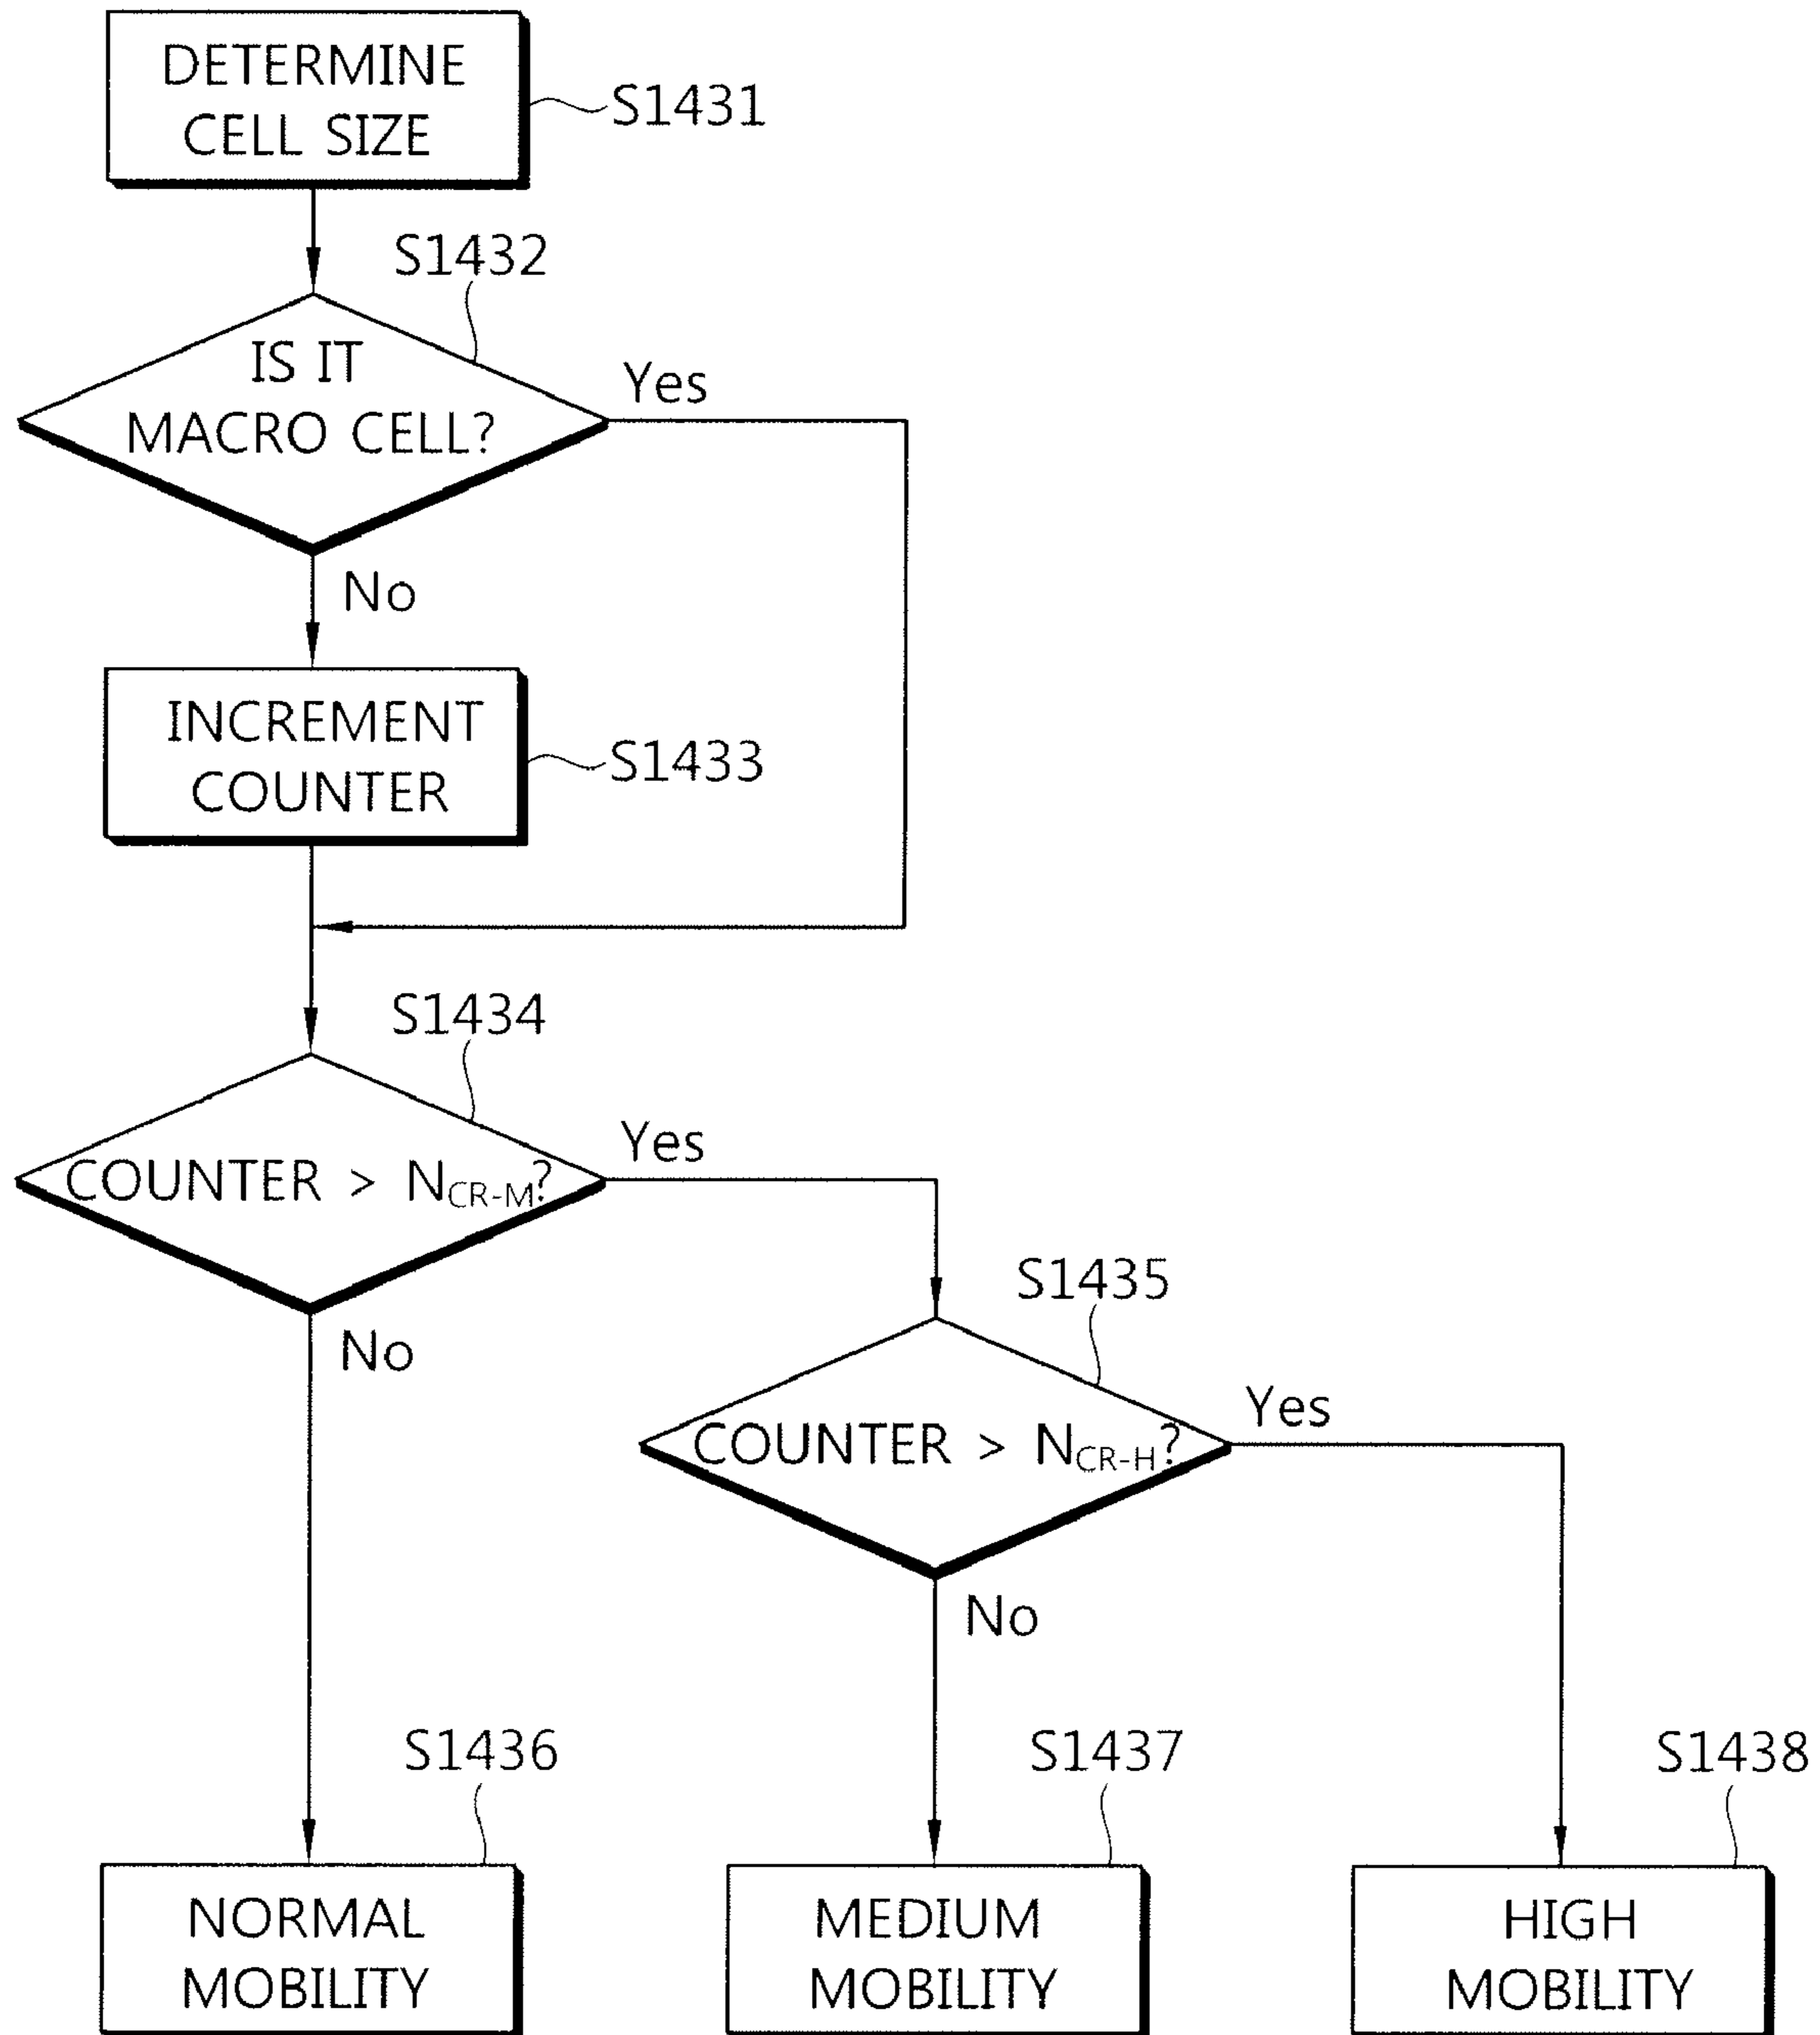 DETERMINE
CELL SIZE
S1431
S1432
IS IT
MACRO CELL?
Yes
No
INCREMENT
COUNTER
S1433
S1434
COUNTER > NCR-M?
Yes
No
S1435
COUNTER > NCR-H?
Yes
No
S1436
NORMAL
MOBILITY
S1437
MEDIUM
MOBILITY
S1438
HIGH
MOBILITY